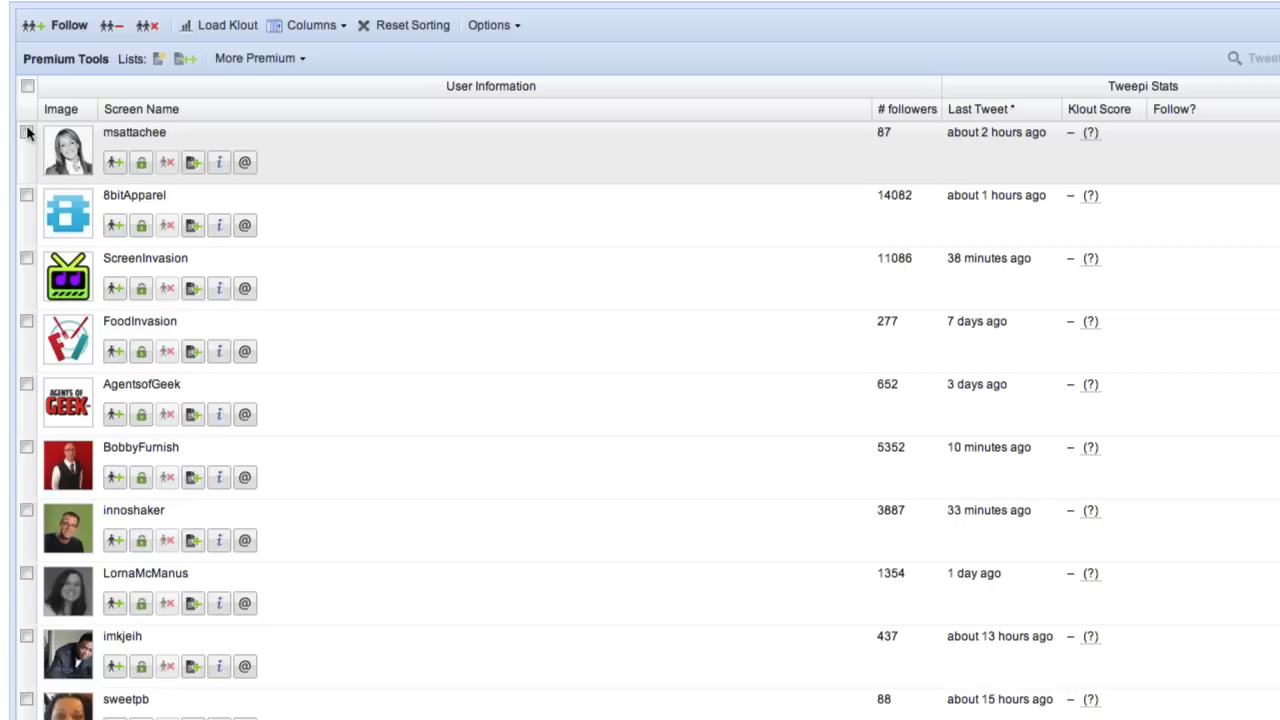 Follow Load Klout Columns Reset Sorting Options
Premium Tools Lists: More Premium Tweet
User Information Tweepi Stats
Image Screen Name # followers Last Tweet * Klout Score Follow?
msattachee 87 about 2 hours ago – (?)
i @
8bitApparel 14082 about 1 hours ago – (?)
i @
ScreenInvasion 11086 38 minutes ago – (?)
i @
FoodInvasion 277 7 days ago – (?)
i @
AgentsofGeek 652 3 days ago – (?)
AGENTS OF
GEEK
i @
BobbyFurnish 5352 10 minutes ago – (?)
i @
innoshaker 3887 33 minutes ago – (?)
i @
LornaMcManus 1354 1 day ago – (?)
i @
imkjeih 437 about 13 hours ago – (?)
i @
sweetpb 88 about 15 hours ago – (?)